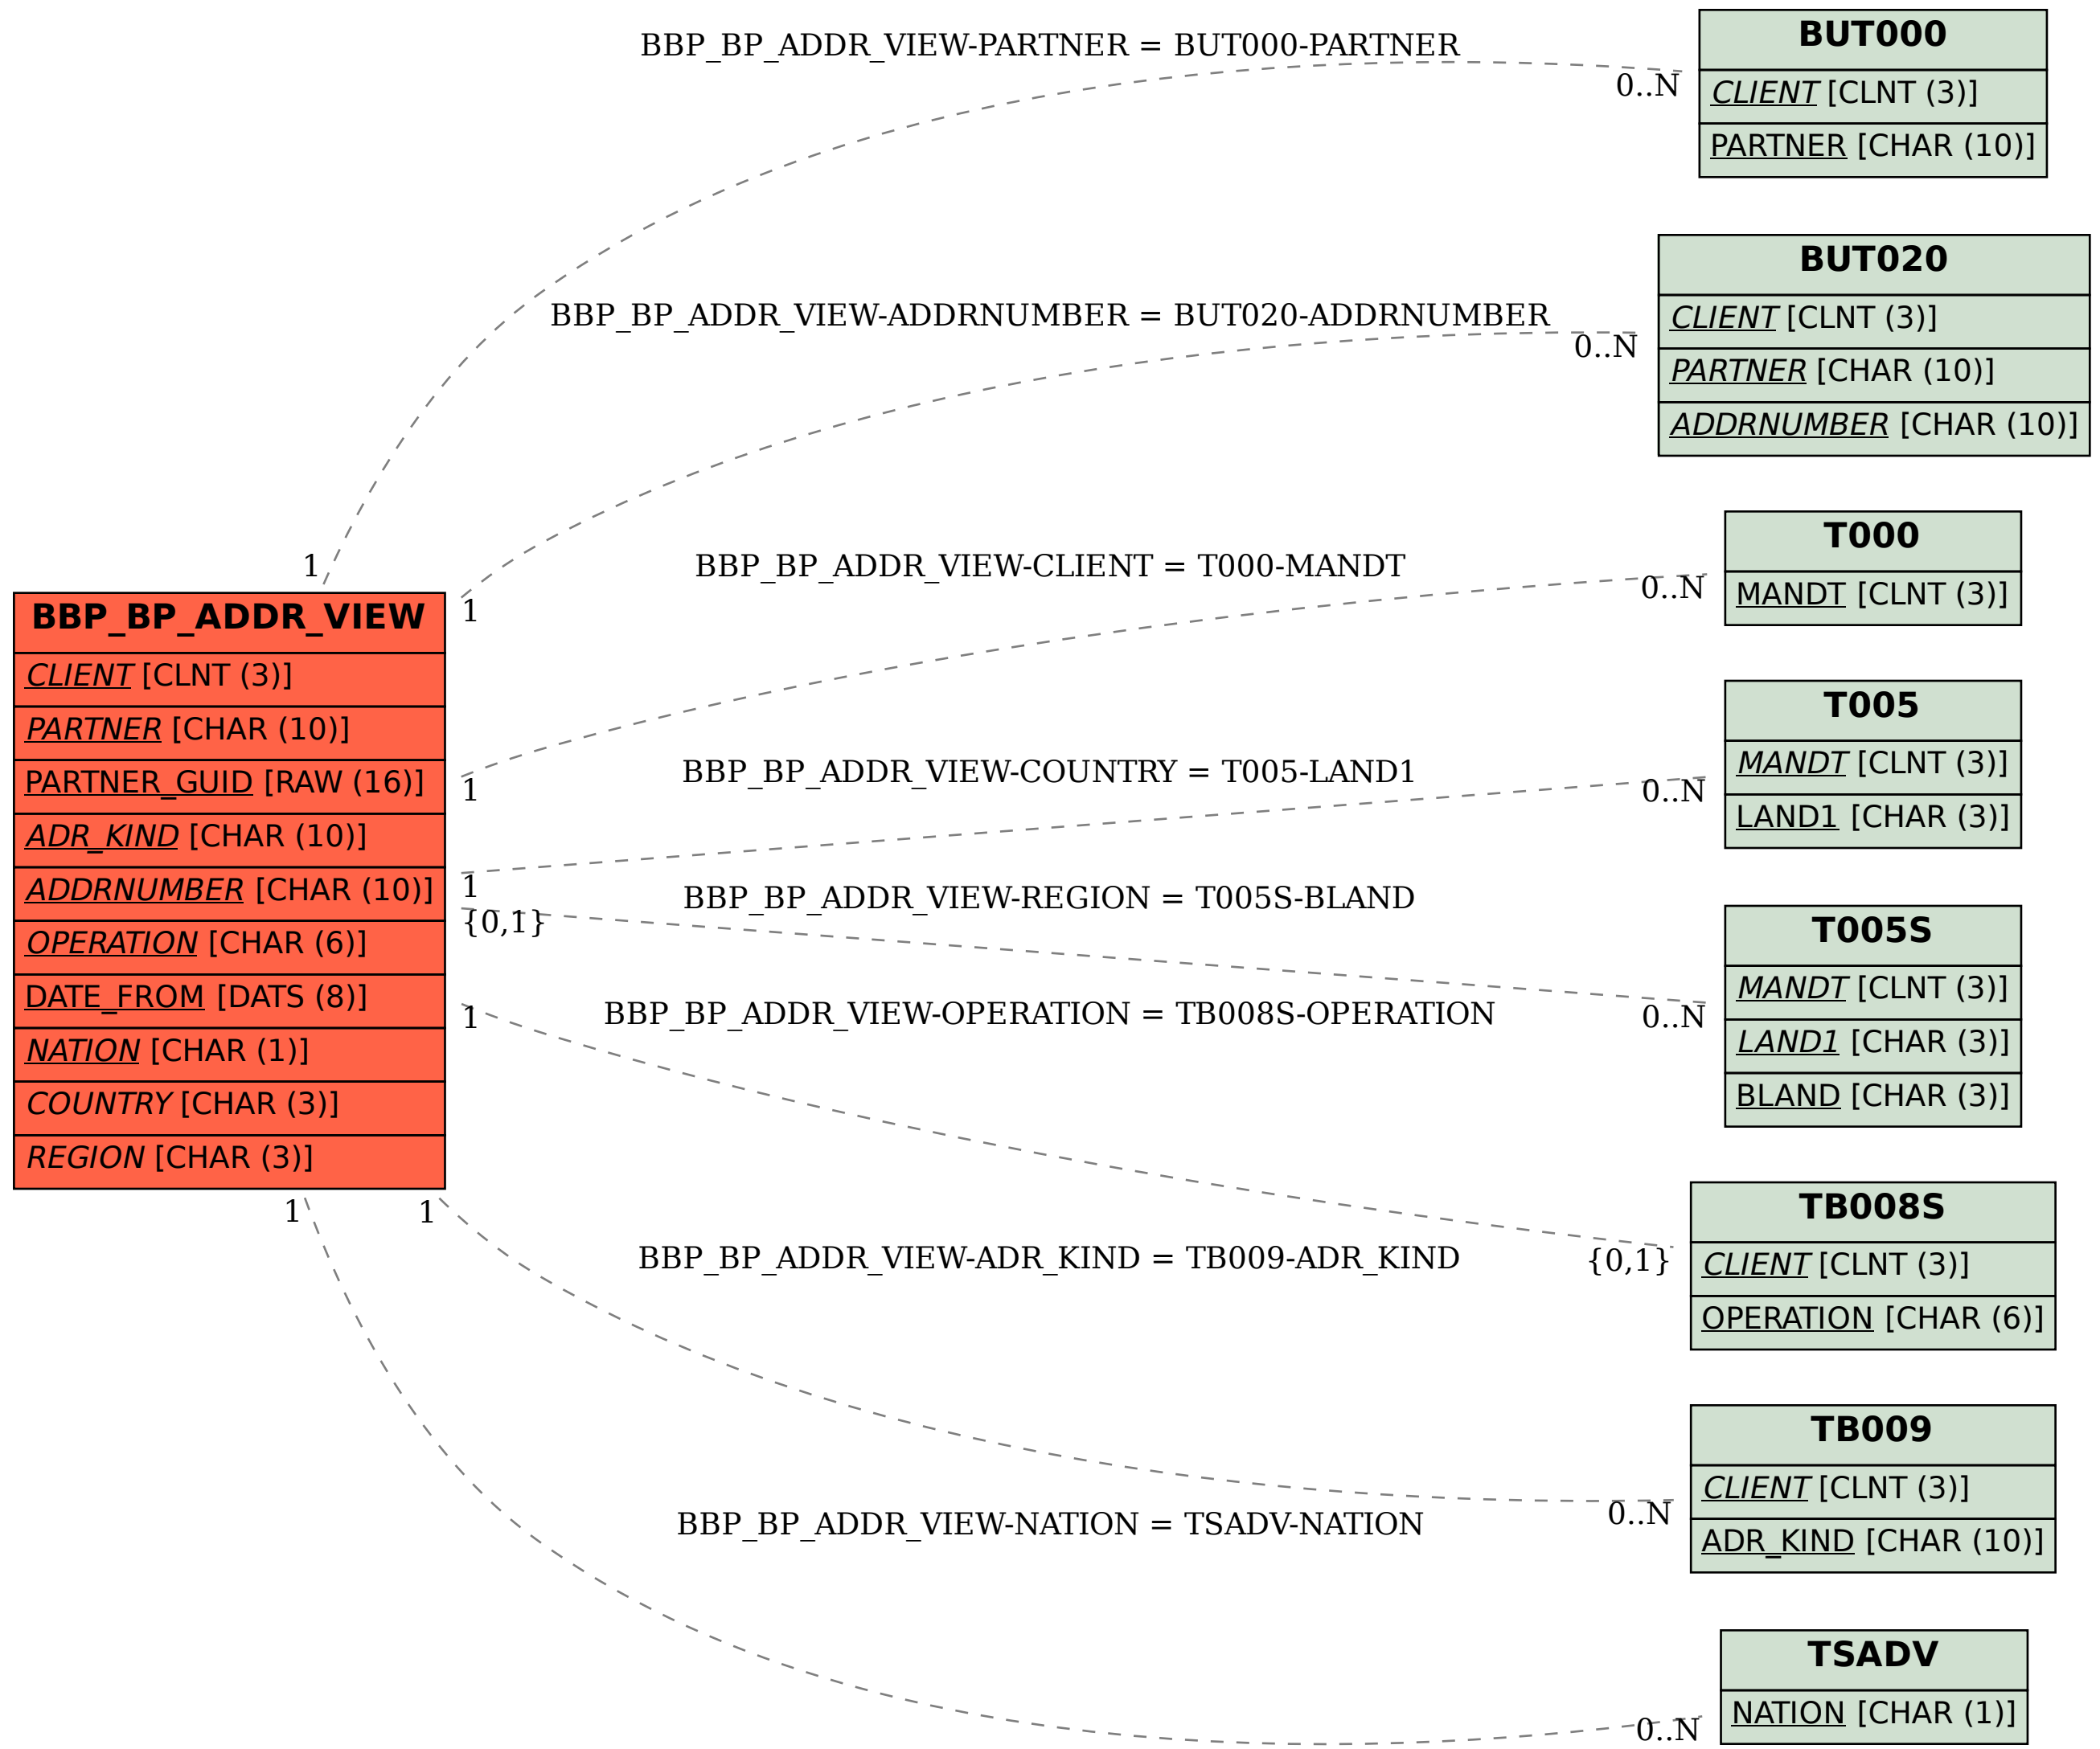 BBP_BP_ADDR_VIEW-PARTNER = BUT000-PARTNER
1
0..N
BUT000
CLIENT [CLNT (3)]
PARTNER [CHAR (10)]
BBP_BP_ADDR_VIEW-ADDRNUMBER = BUT020-ADDRNUMBER
1
0..N
BUT020
CLIENT [CLNT (3)]
PARTNER [CHAR (10)]
ADDRNUMBER [CHAR (10)]
BBP_BP_ADDR_VIEW-CLIENT = T000-MANDT
1
0..N
T000
MANDT [CLNT (3)]
BBP_BP_ADDR_VIEW
CLIENT [CLNT (3)]
PARTNER [CHAR (10)]
PARTNER_GUID [RAW (16)]
ADR_KIND [CHAR (10)]
ADDRNUMBER [CHAR (10)]
OPERATION [CHAR (6)]
DATE_FROM [DATS (8)]
NATION [CHAR (1)]
COUNTRY [CHAR (3)]
REGION [CHAR (3)]
BBP_BP_ADDR_VIEW-COUNTRY = T005-LAND1
1
0..N
T005
MANDT [CLNT (3)]
LAND1 [CHAR (3)]
BBP_BP_ADDR_VIEW-REGION = T005S-BLAND
{0,1}
0..N
T005S
MANDT [CLNT (3)]
LAND1 [CHAR (3)]
BLAND [CHAR (3)]
BBP_BP_ADDR_VIEW-OPERATION = TB008S-OPERATION
1
{0,1}
TB008S
CLIENT [CLNT (3)]
OPERATION [CHAR (6)]
BBP_BP_ADDR_VIEW-ADR_KIND = TB009-ADR_KIND
1
0..N
TB009
CLIENT [CLNT (3)]
ADR_KIND [CHAR (10)]
BBP_BP_ADDR_VIEW-NATION = TSADV-NATION
1
0..N
TSADV
NATION [CHAR (1)]